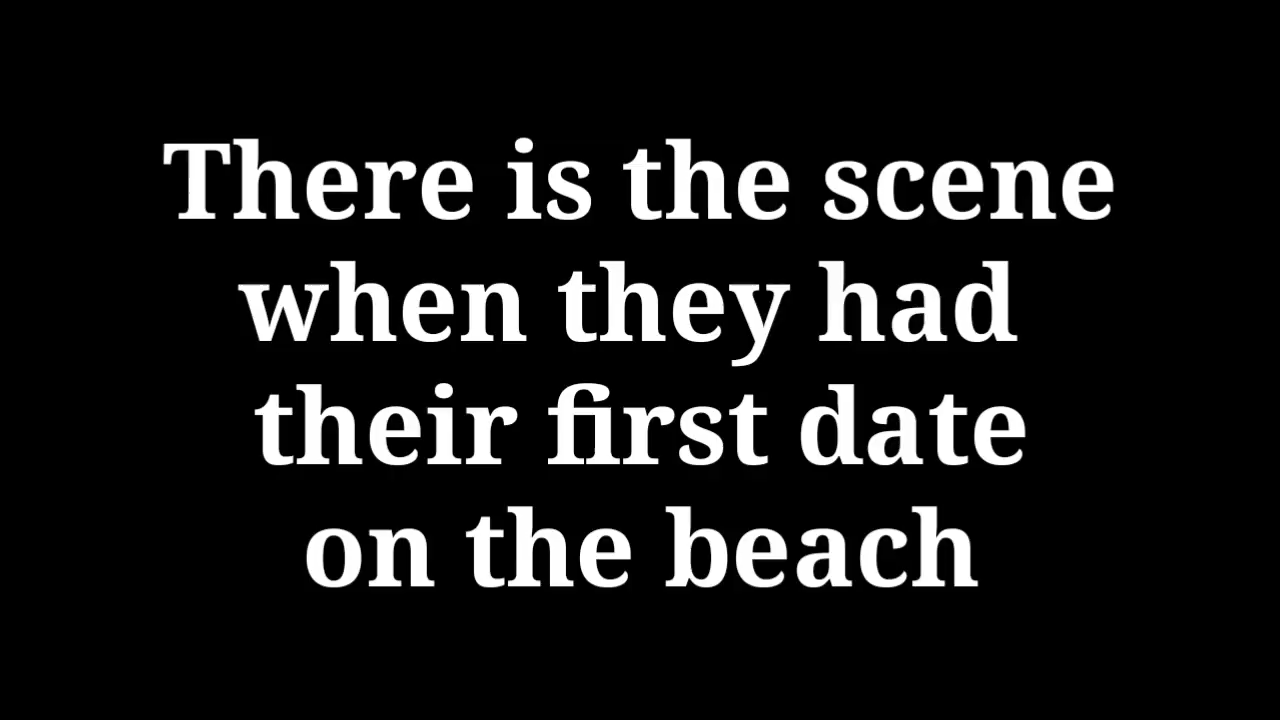 There is the scene
when they had
their first date
on the beach